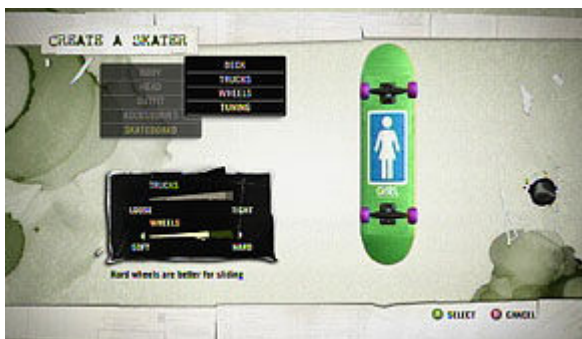 CREATE A SKATER
BODY
HEAD
OUTFIT
ACCESSORIES
SKATEBOARD
DECK
TRUCKS
WHEELS
TUNING
TRUCKS
LOOSE TIGHT
WHEELS
SOFT HARD
Hard wheels are better for sliding
GIRL
A SELECT B CANCEL